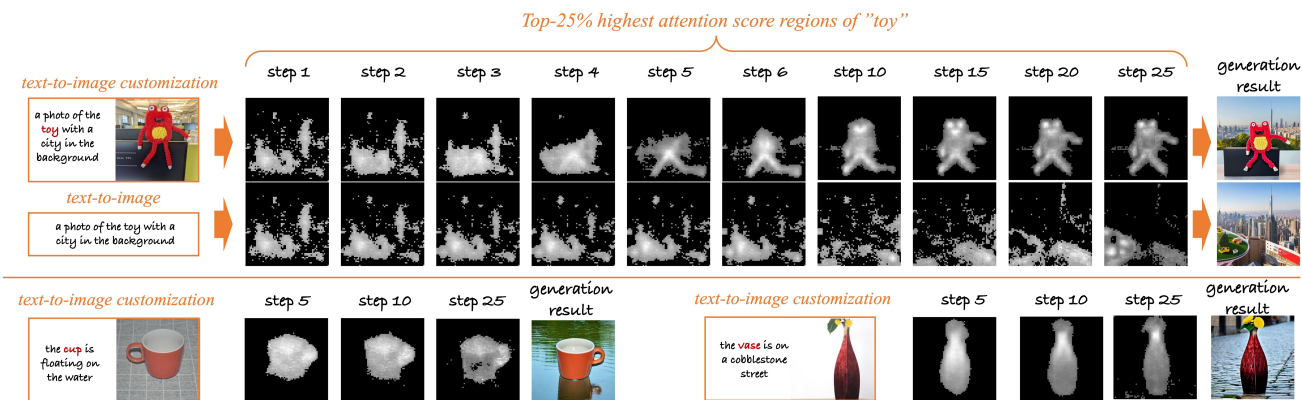 Top-25% highest attention score regions of ”toy”
text-to-image customization
step 1 step 2 step 3 step 4 step 5 step 6 step 10 step 15 step 20 step 25
generation
result
a photo of the
toy with a
city in the
background
text-to-image
a photo of the toy with a
city in the background
text-to-image customization
step 5 step 10 step 25
generation
result
the cup is
floating on
the water
text-to-image customization
step 5 step 10 step 25
generation
result
the vase is on
a cobblestone
street